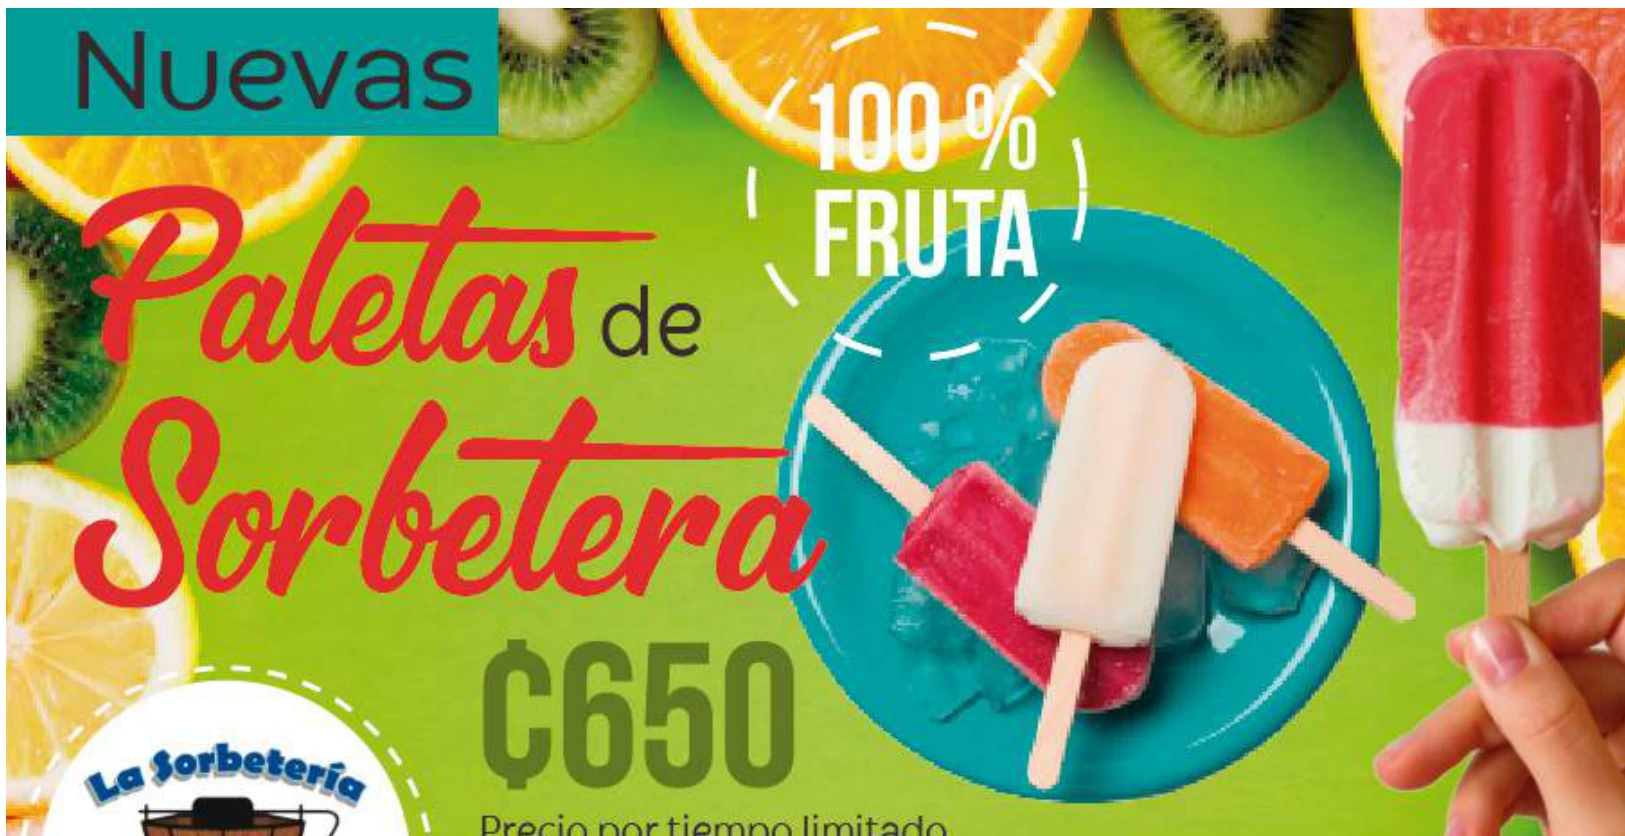 Nuevas
100 %
FRUTA
Paletas de
Sorbetera
₡650
La Sorbetería
Precio por tiempo limitado